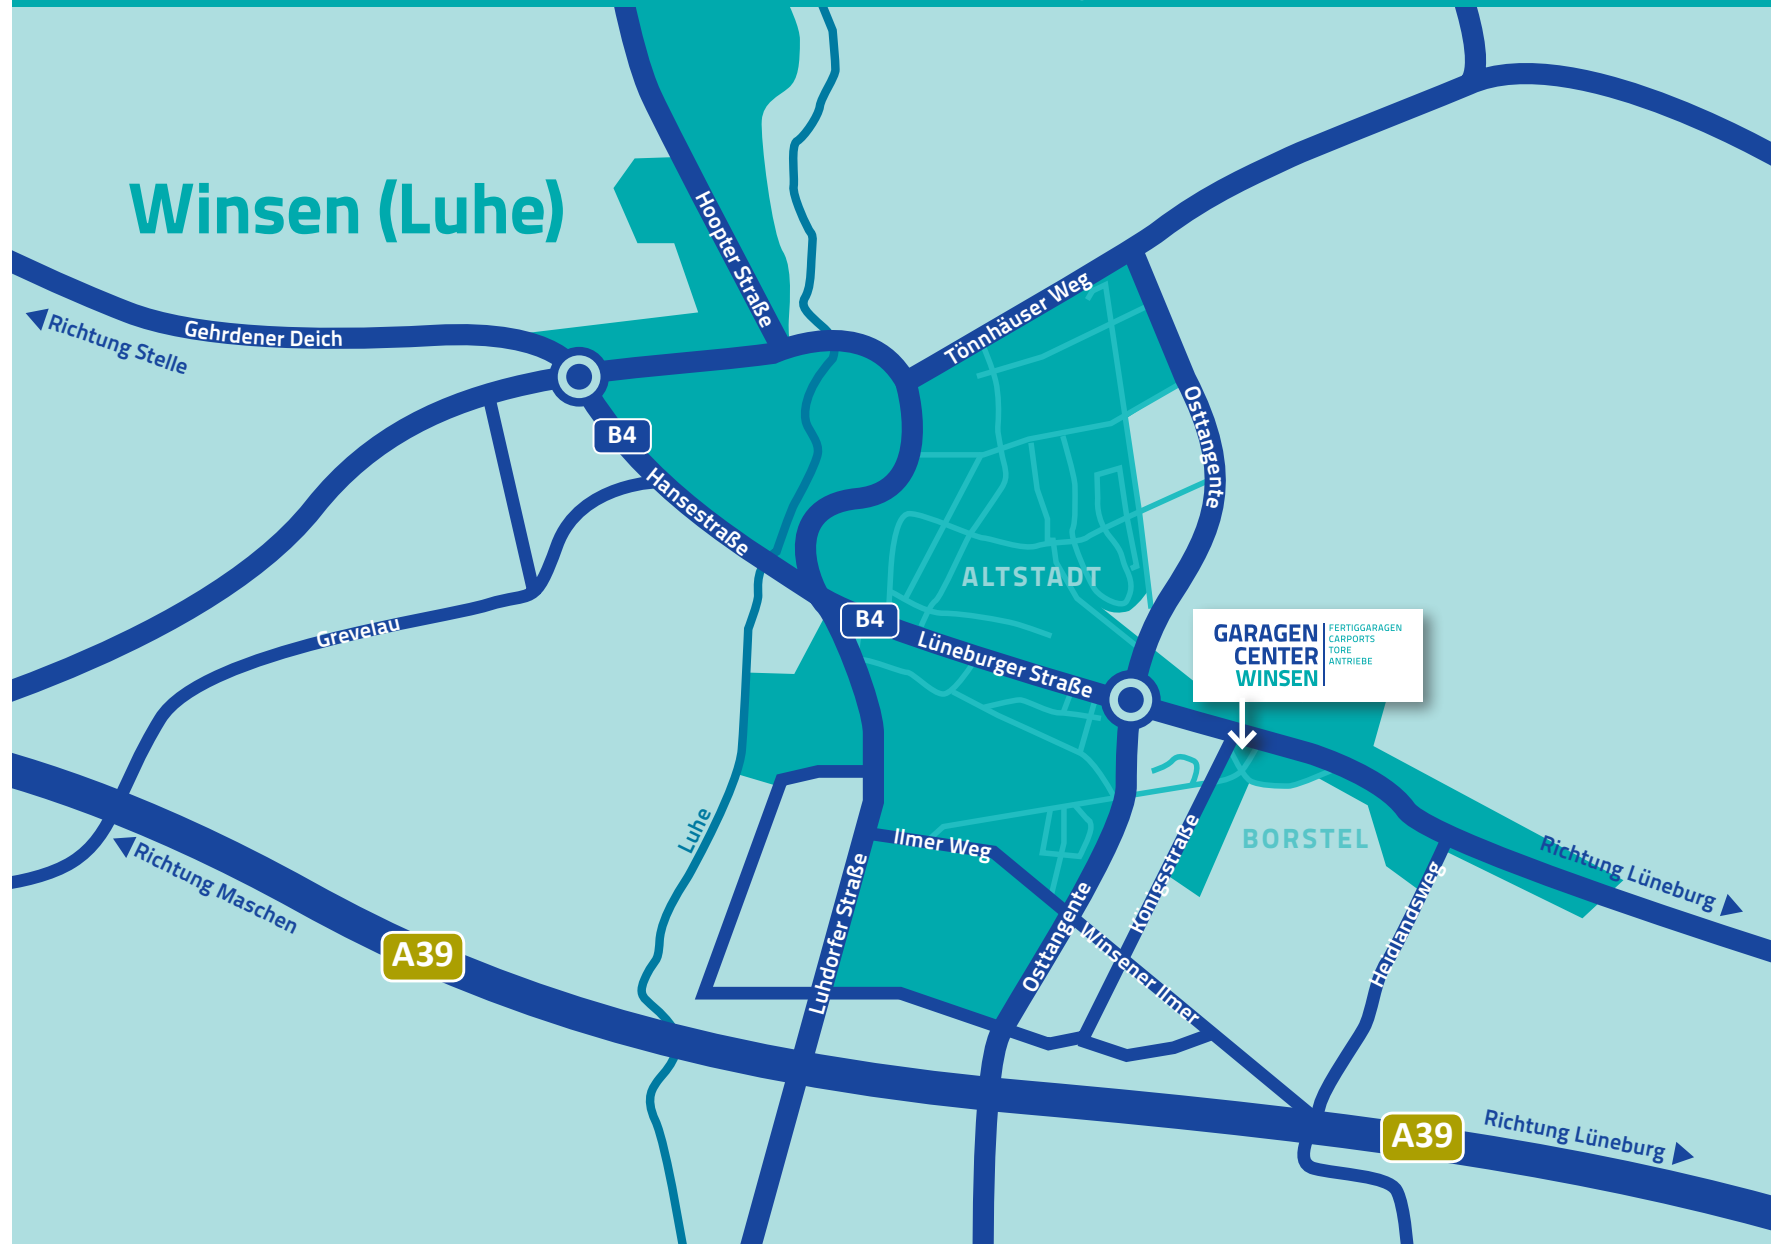 Winsen (Luhe)
Hoopter Straße
Tönnhäuser Weg
Gehrdener Deich
Richtung Stelle
B4
Osttangente
Hansestraße
ALTSTADT
B4
Grevelau
Lüneburger Straße
GARAGEN
CENTER
WINSEN
FERTIGGARAGEN
CARPORTS
TORE
ANTRIEBE
Luhe
Ilmer Weg
BORSTEL
Richtung Lüneburg
Königsstraße
Richtung Maschen
A39
Luhdorfer Straße
Osttangente
Winsener Ilmer
Heidlandsweg
A39
Richtung Lüneburg